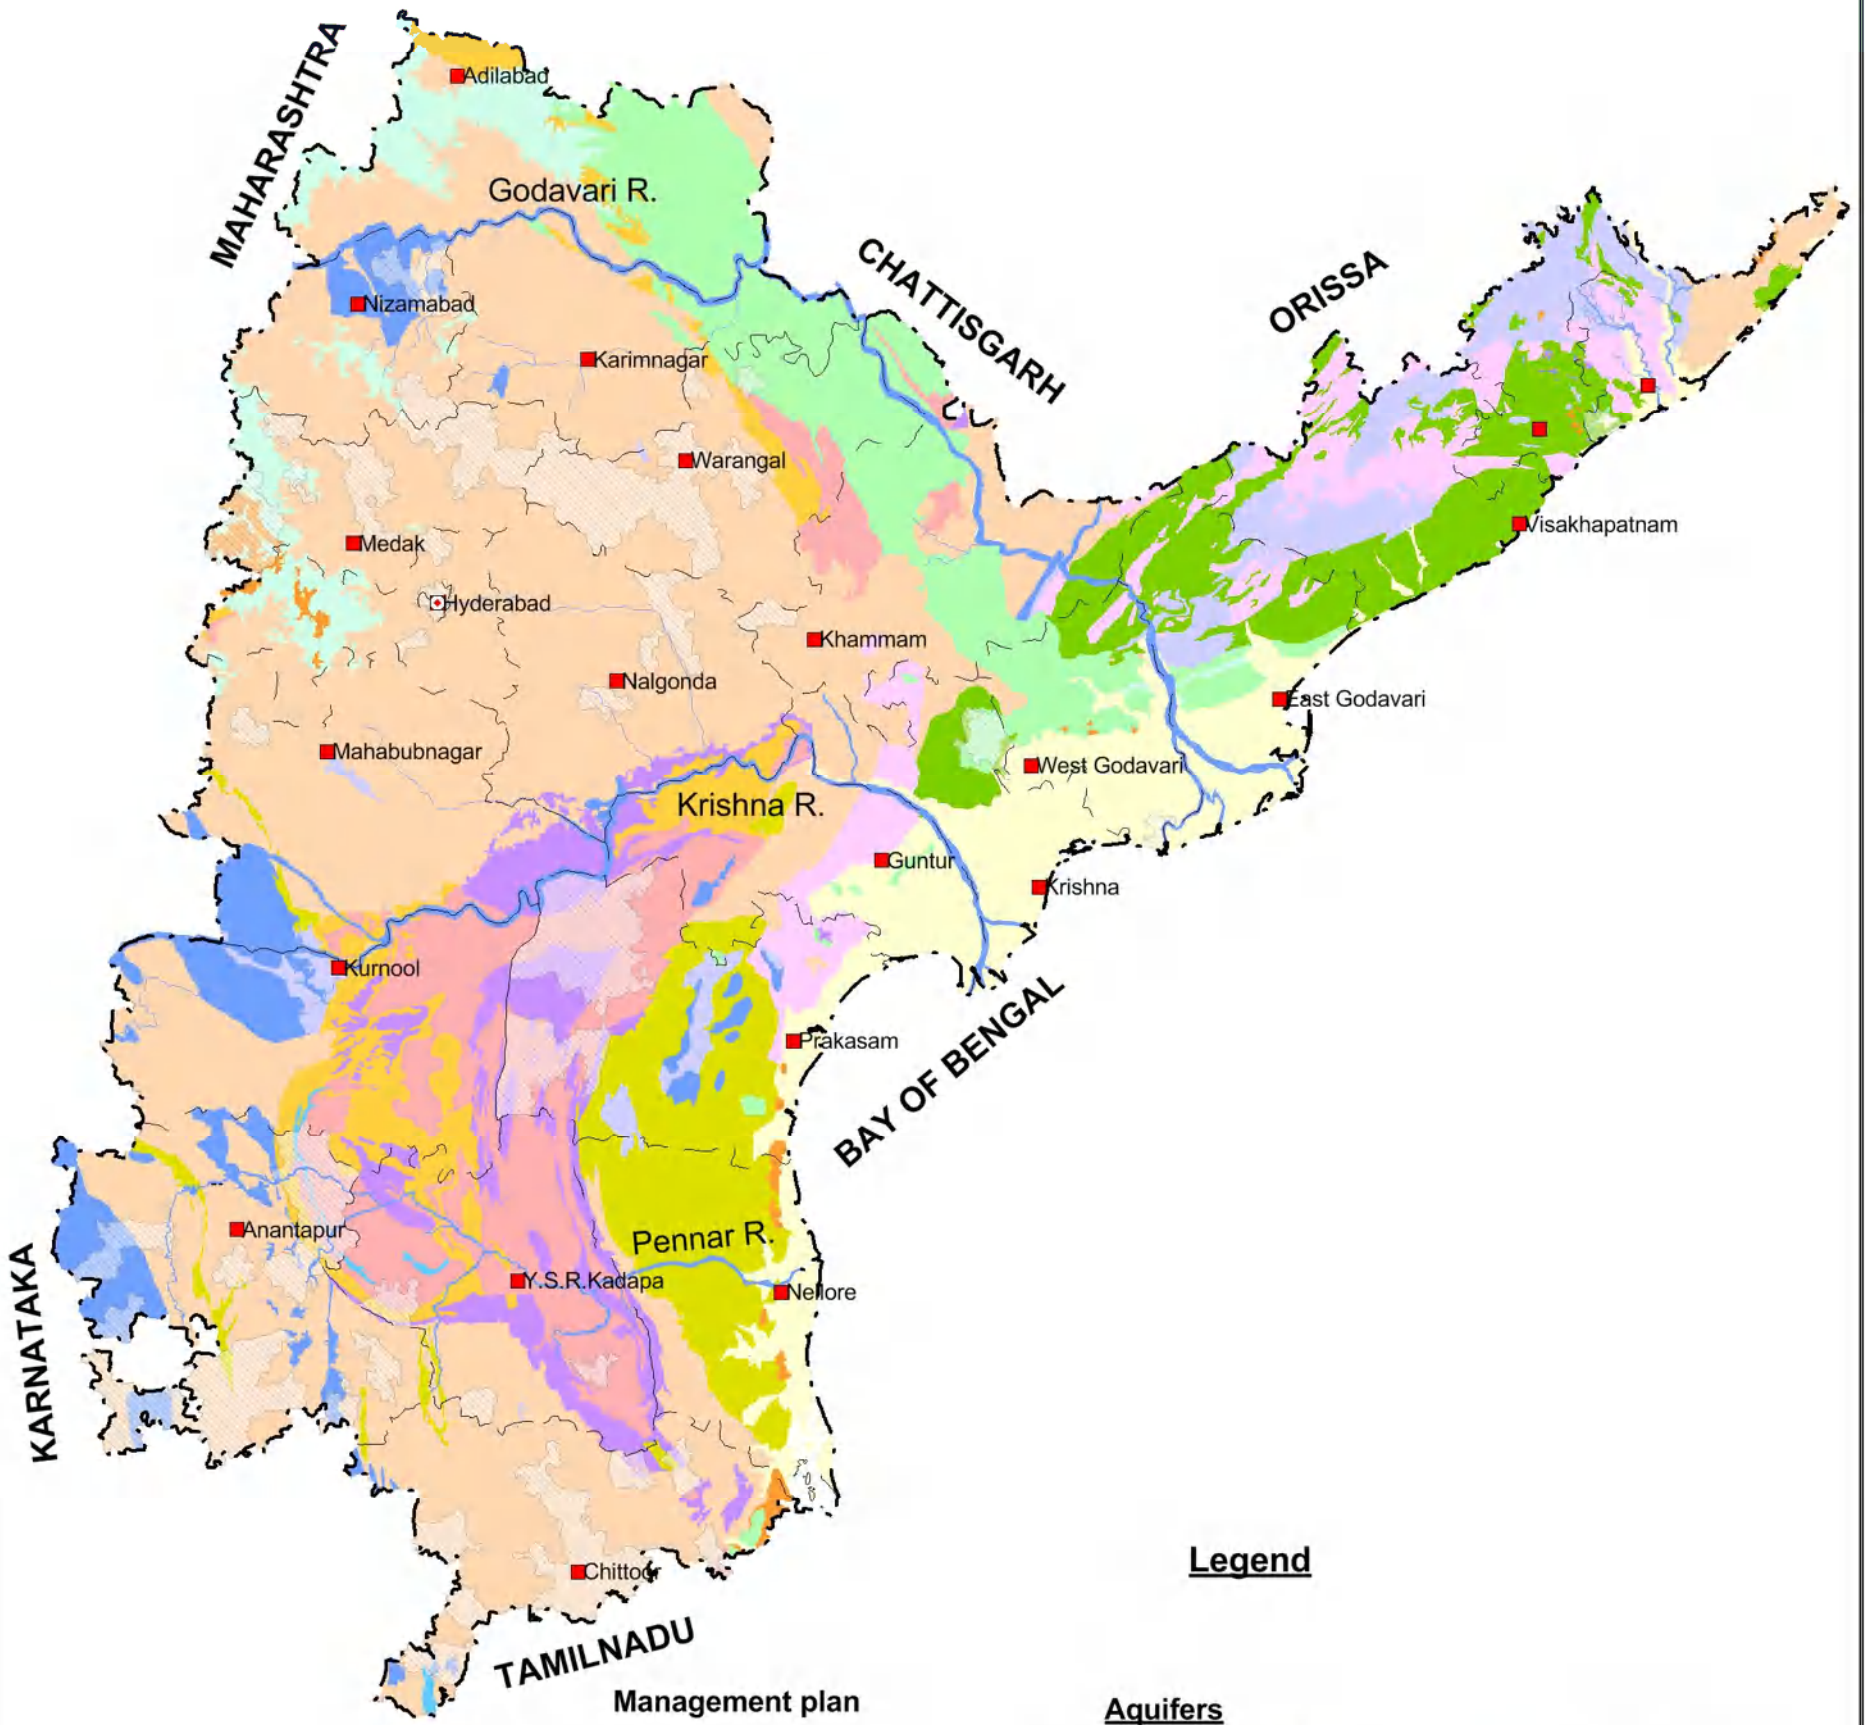 MAHARASHTRA
Adilabad
Godavari R.
CHATTISGARH
ORISSA
Nizamabad
Karimnagar
Warangal
Visakhapatnam
Medak
Hyderabad
Khammam
Nalgonda
East Godavari
Mahabubnagar
West Godavari
Krishna R.
Guntur
Krishna
Kurnool
Prakasam
BAY OF BENGAL
Anantapur
Pennar R.
Y.S.R.Kadapa
Nellore
KARNATAKA
Chittoor
Legend
TAMILNADU
Management plan
Aquifers